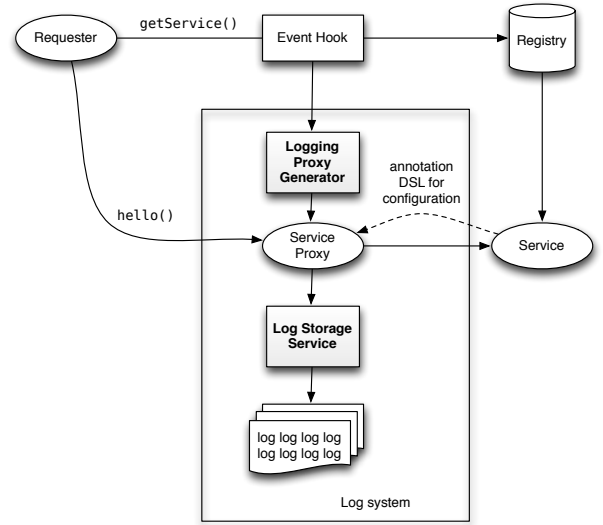 getService()
Requester
Event Hook
Registry
Logging
Proxy
Generator
annotation
DSL for
configuration
hello()
Service
Proxy
Service
Log Storage
Service
log log log log
log log log log
Log system